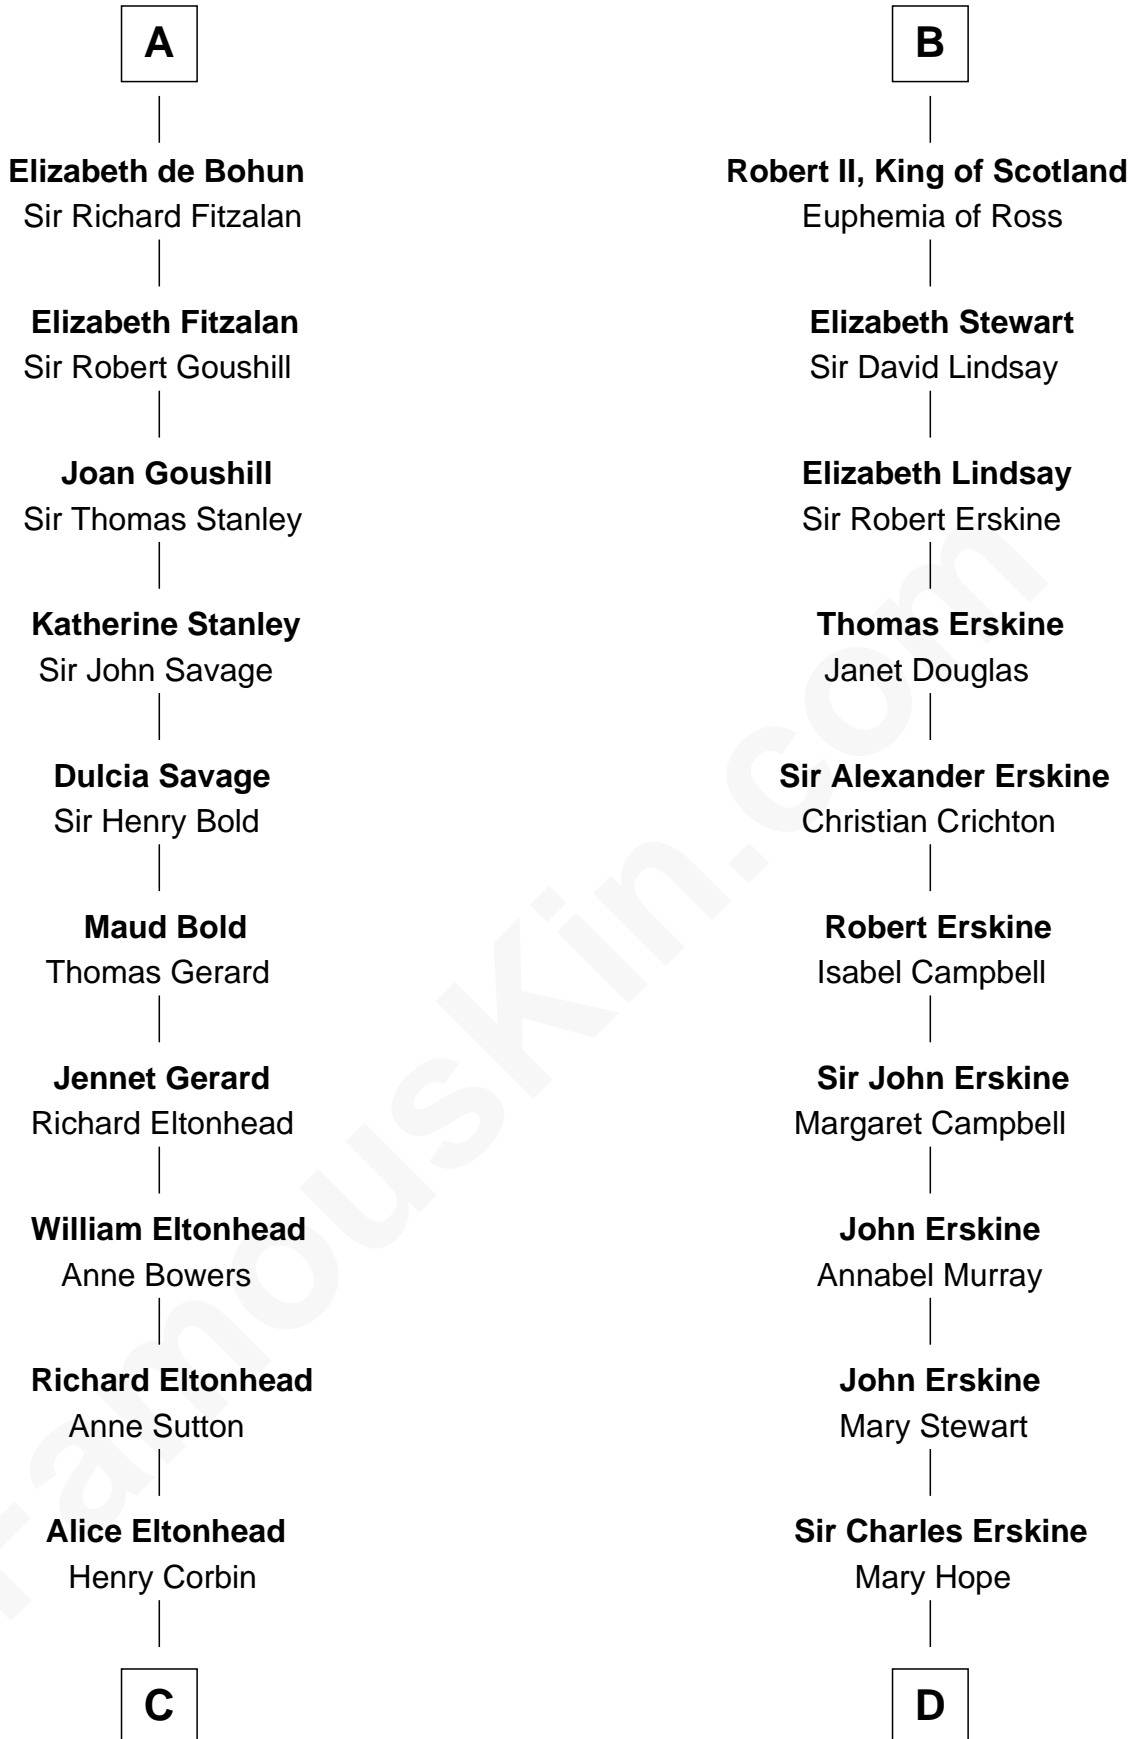 A
Elizabeth de Bohun
Sir Richard Fitzalan
Elizabeth Fitzalan
Sir Robert Goushill
Joan Goushill
Sir Thomas Stanley
Katherine Stanley
Sir John Savage
Dulcia Savage
Sir Henry Bold
Maud Bold
Thomas Gerard
Jennet Gerard
Richard Eltonhead
William Eltonhead
Anne Bowers
Richard Eltonhead
Anne Sutton
Alice Eltonhead
Henry Corbin
C
B
Robert II, King of Scotland
Euphemia of Ross
Elizabeth Stewart
Sir David Lindsay
Elizabeth Lindsay
Sir Robert Erskine
Thomas Erskine
Janet Douglas
Sir Alexander Erskine
Christian Crichton
Robert Erskine
Isabel Campbell
Sir John Erskine
Margaret Campbell
John Erskine
Annabel Murray
John Erskine
Mary Stewart
Sir Charles Erskine
Mary Hope
D
FamousKin.com